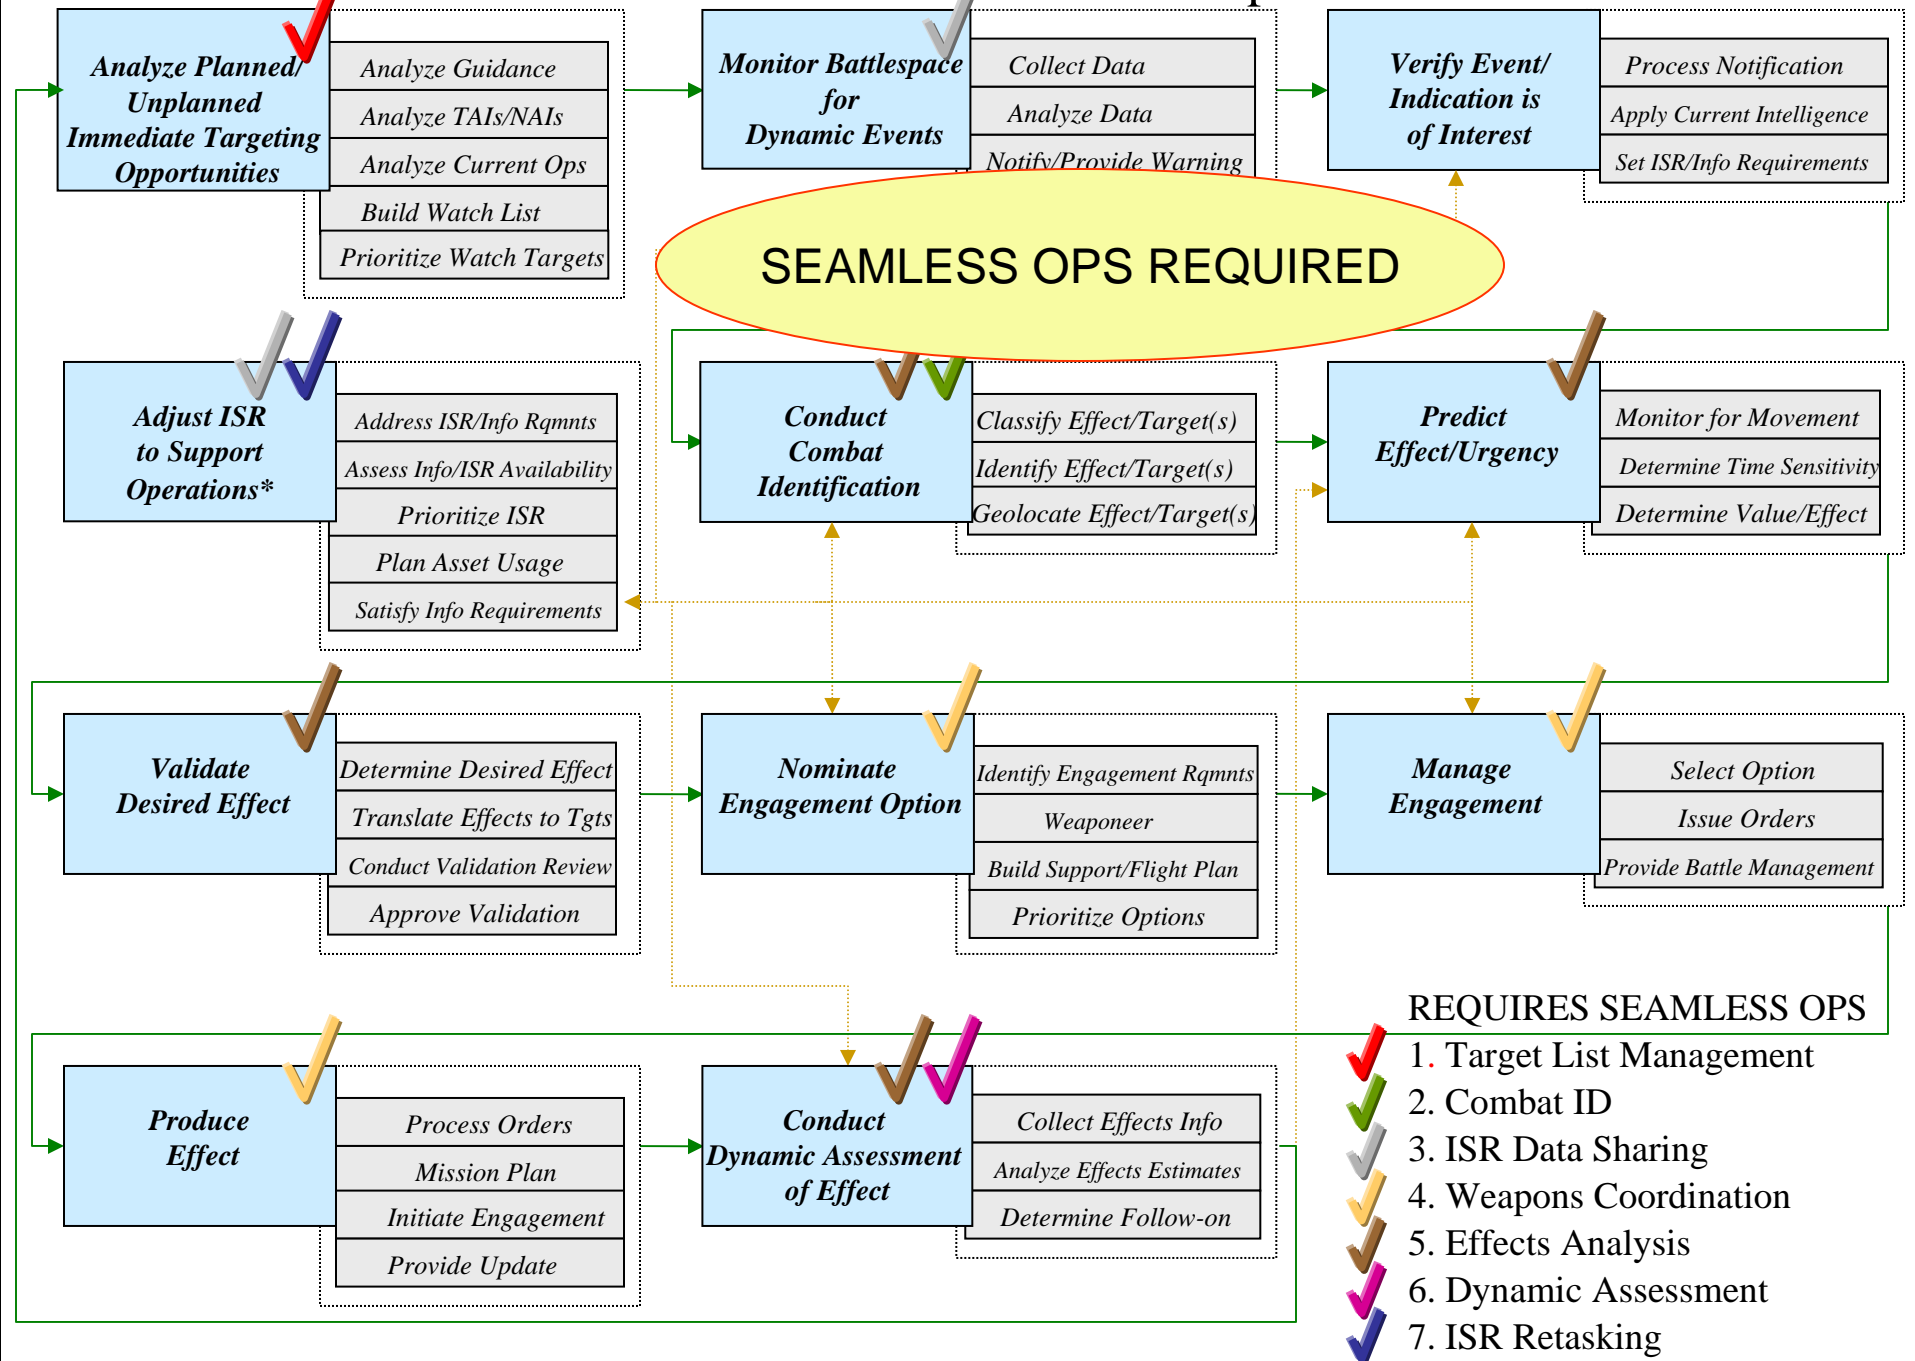 Analyze Planned/
Unplanned
Immediate Targeting
Opportunities
Analyze Guidance
Analyze TAIs/NAIs
Analyze Current Ops
Build Watch List
Prioritize Watch Targets
Monitor Battlespace
for
Dynamic Events
Collect Data
Analyze Data
Notify/Provide Warning
Verify Event/
Indication is
of Interest
Process Notification
Apply Current Intelligence
Set ISR/Info Requirements
SEAMLESS OPS REQUIRED
Adjust ISR
to Support
Operations*
Address ISR/Info Rqmnts
Assess Info/ISR Availability
Prioritize ISR
Plan Asset Usage
Satisfy Info Requirements
Conduct
Combat
Identification
Classify Effect/Target(s)
Identify Effect/Target(s)
Geolocate Effect/Target(s)
Predict
Effect/Urgency
Monitor for Movement
Determine Time Sensitivity
Determine Value/Effect
Validate
Desired Effect
Determine Desired Effect
Translate Effects to Tgts
Conduct Validation Review
Approve Validation
Nominate
Engagement Option
Identify Engagement Rqmnts
Weaponeer
Build Support/Flight Plan
Prioritize Options
Manage
Engagement
Select Option
Issue Orders
Provide Battle Management
Produce
Effect
Process Orders
Mission Plan
Initiate Engagement
Provide Update
Conduct
Dynamic Assessment
of Effect
Collect Effects Info
Analyze Effects Estimates
Determine Follow-on
REQUIRES SEAMLESS OPS
1. Target List Management
2. Combat ID
3. ISR Data Sharing
4. Weapons Coordination
5. Effects Analysis
6. Dynamic Assessment
7. ISR Retasking